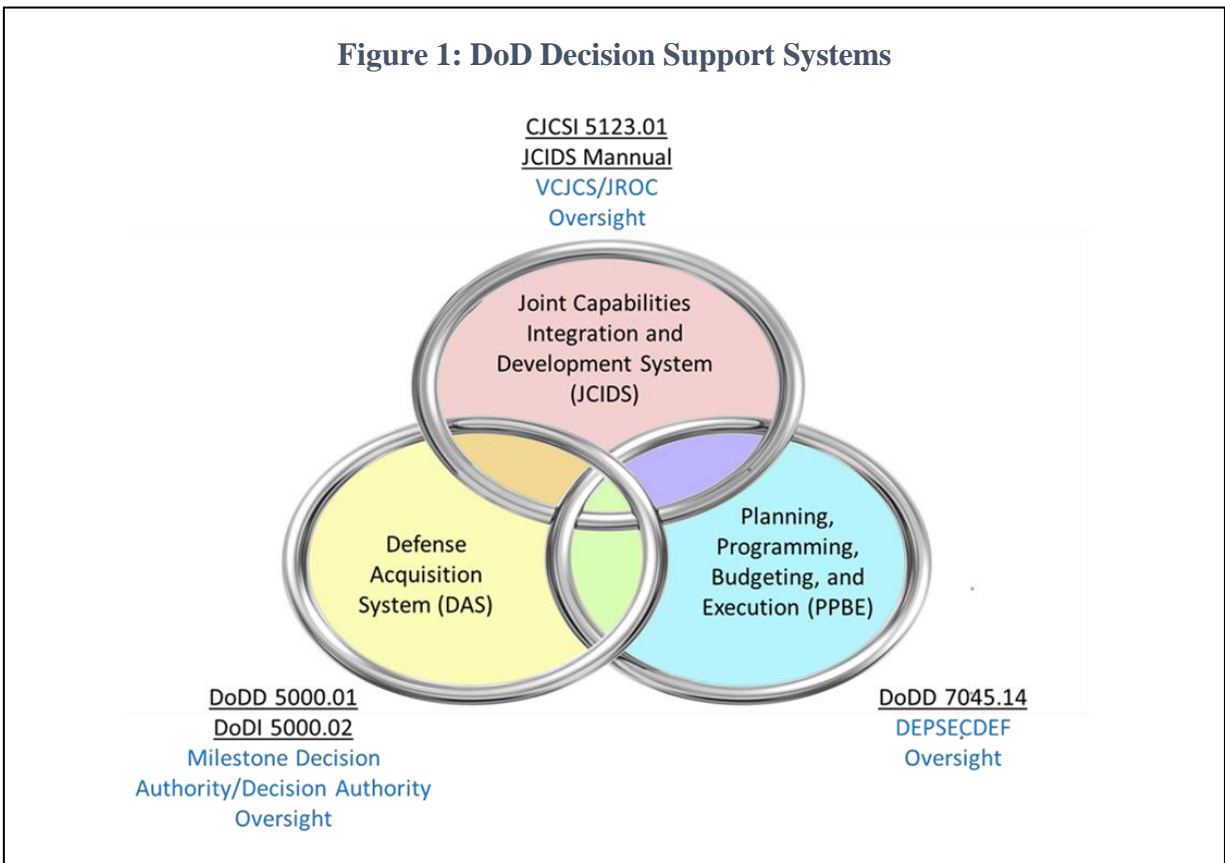 Figure 1: DoD Decision Support Systems
CJCSI 5123.01
JCIDS Mannual
VCJCS/JROC
Oversight
Joint Capabilities
Integration and
Development System
(JCIDS)
Defense
Acquisition
System (DAS)
Planning,
Programming,
Budgeting, and
Execution (PPBE)
DoDD 5000.01
DoDI 5000.02
Milestone Decision
Authority/Decision Authority
Oversight
DoDD 7045.14
DEPSECDEF
Oversight